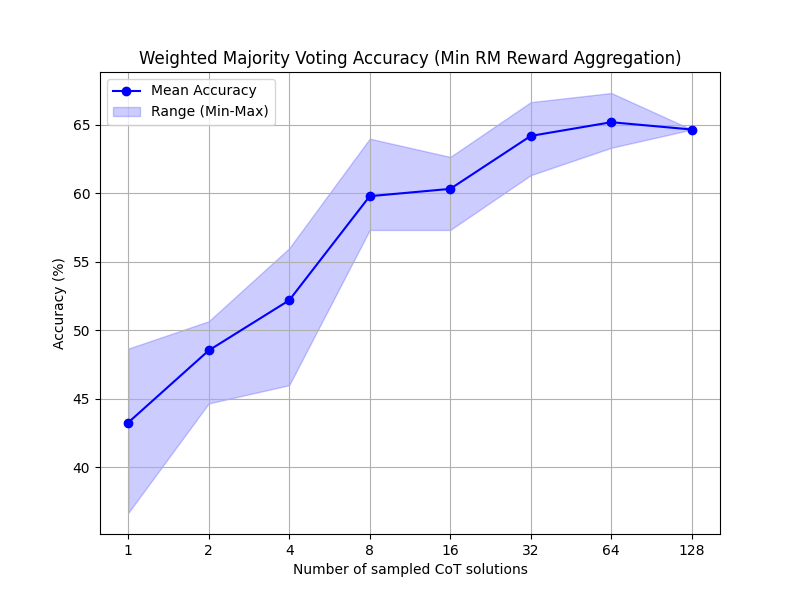 Weighted Majority Voting Accuracy (Min RM Reward Aggregation)
Mean Accuracy
Range (Min-Max)
Accuracy (%)
65
60
55
50
45
40
1 2 4 8 16 32 64 128
Number of sampled CoT solutions